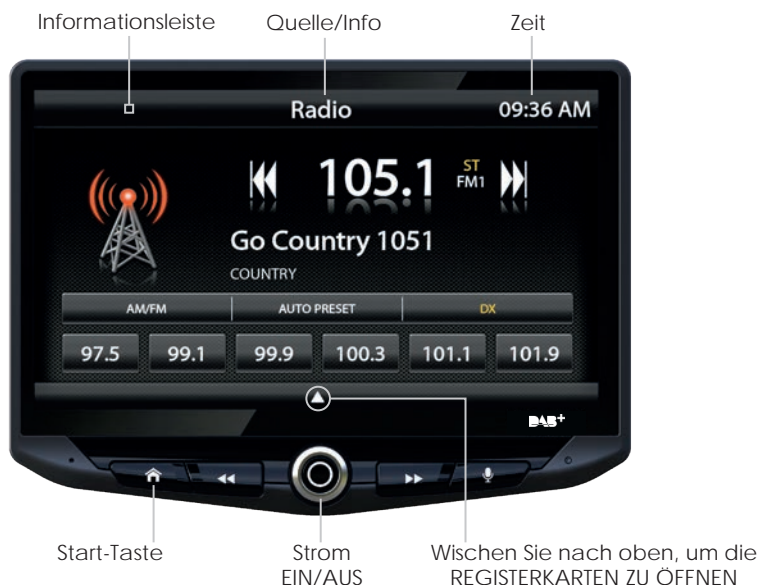 Informationsleiste Quelle/Info Zeit
Radio 09:36 AM
105.1 ST
FM1
Go Country 1051
COUNTRY
AM/FM AUTO PRESET DX
97.5 99.1 99.9 100.3 101.1 101.9
DAB+
Start-Taste Strom Wischen Sie nach oben, um die
EIN/AUS REGISTERKARTEN ZU ÖFFNEN